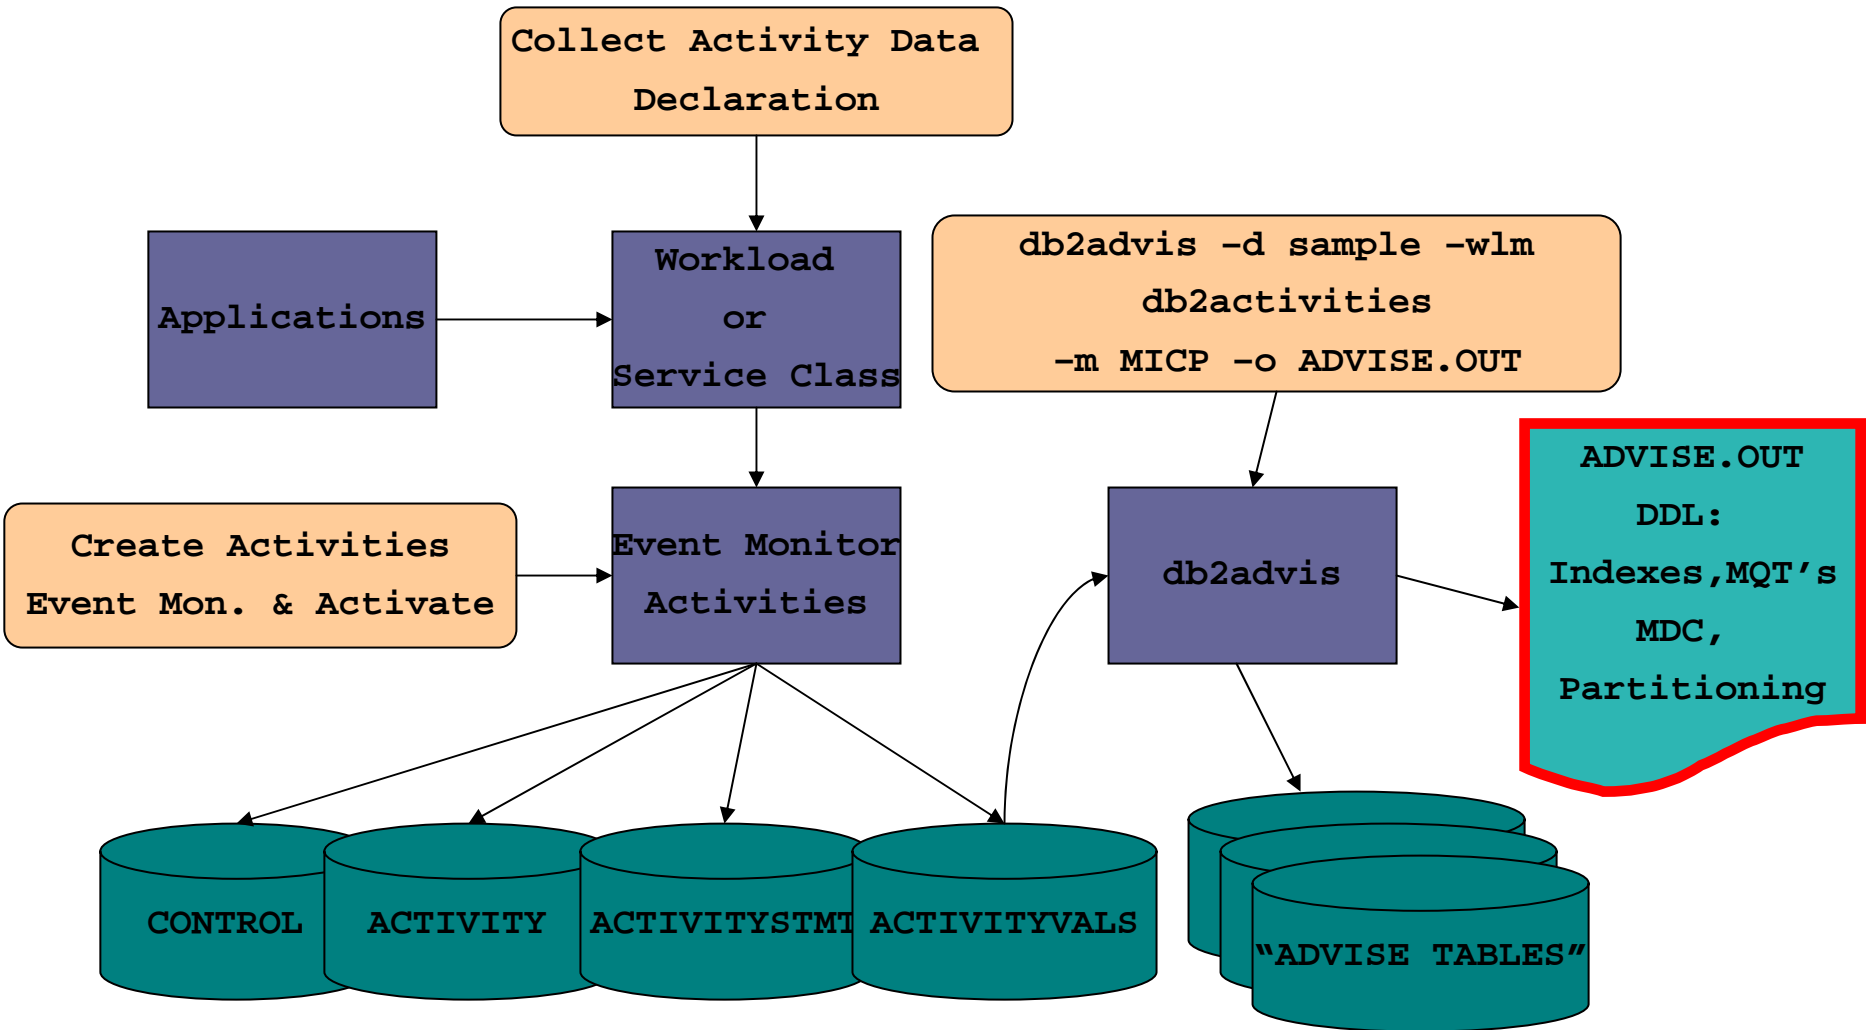 Collect Activity Data
Declaration
Applications
Workload
or
Service Class
db2advis –d sample –wlm
db2activities
–m MICP –o ADVISE.OUT
Create Activities
Event Mon. & Activate
Event Monitor
Activities
db2advis
ADVISE.OUT
DDL:
Indexes,MQT’s
MDC,
Partitioning
CONTROL
ACTIVITY
ACTIVITYSTMT
ACTIVITYVALS
“ADVISE TABLES”